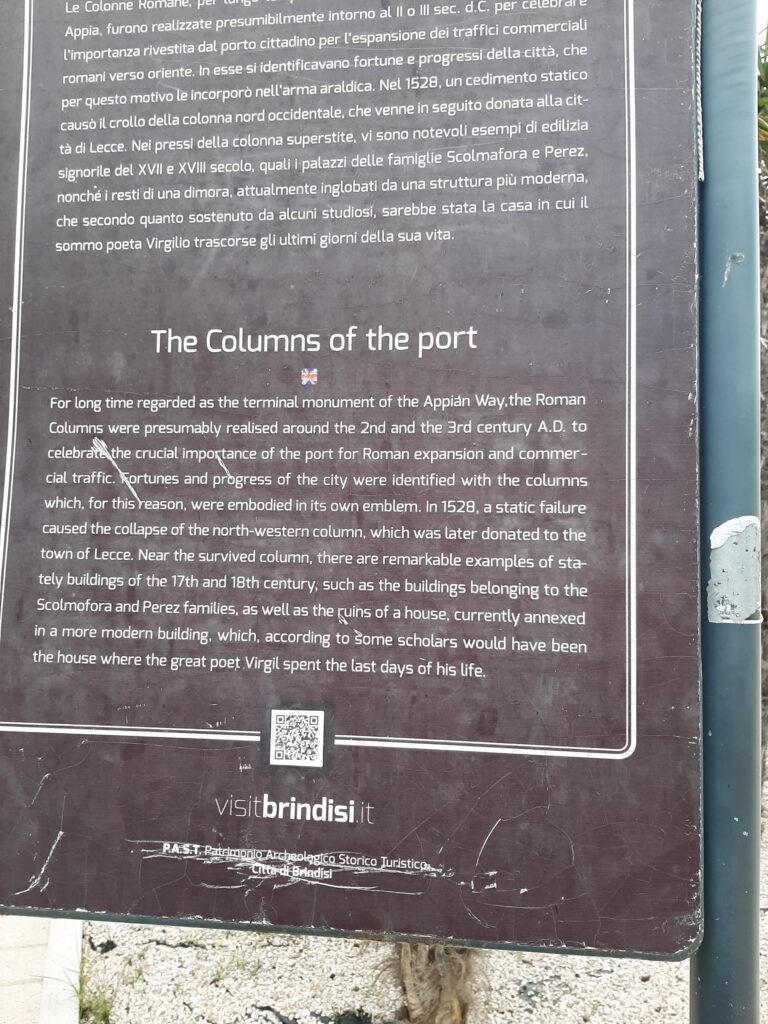 Le Colonne Romane, per lungo
Appia, furono realizzate presumibilmente intorno al II o III sec. d.C. per celebrare
l'importanza rivestita dal porto cittadino per l'espansione dei traffici commerciali
romani verso oriente. In esse si identificavano fortune e progressi della città, che
per questo motivo le incorporò nell'arma araldica. Nel 1528, un cedimento statico
causò il crollo della colonna nord occidentale, che venne in seguito donata alla cit-
tà di Lecce. Nei pressi della colonna superstite, vi sono notevoli esempi di edilizia
signorile del XVII e XVIII secolo, quali i palazzi delle famiglie Scolmafora e Perez,
nonché i resti di una dimora, attualmente inglobati da una struttura più moderna,
che secondo quanto sostenuto da alcuni studiosi, sarebbe stata la casa in cui il
sommo poeta Virgilio trascorse gli ultimi giorni della sua vita.
The Columns of the port
For long time regarded as the terminal monument of the Appian Way,the Roman
Columns were presumably realised around the 2nd and the 3rd century A.D. to
celebrate the crucial importance of the port for Roman expansion and commer-
cial traffic. Fortunes and progress of the city were identified with the columns
which, for this reason, were embodied in its own emblem. In 1528, a static failure
caused the collapse of the north-western column, which was later donated to the
town of Lecce. Near the survived column, there are remarkable examples of sta-
tely buildings of the 17th and 18th century, such as the buildings belonging to the
Scolmofora and Perez families, as well as the ruins of a house, currently annexed
in a more modern building, which, according to some scholars would have been
the house where the great poet Virgil spent the last days of his life.
visitbrindisi.it
P.A.S.T. Patrimonio Archeologico Storico Turistico
Città di Brindisi